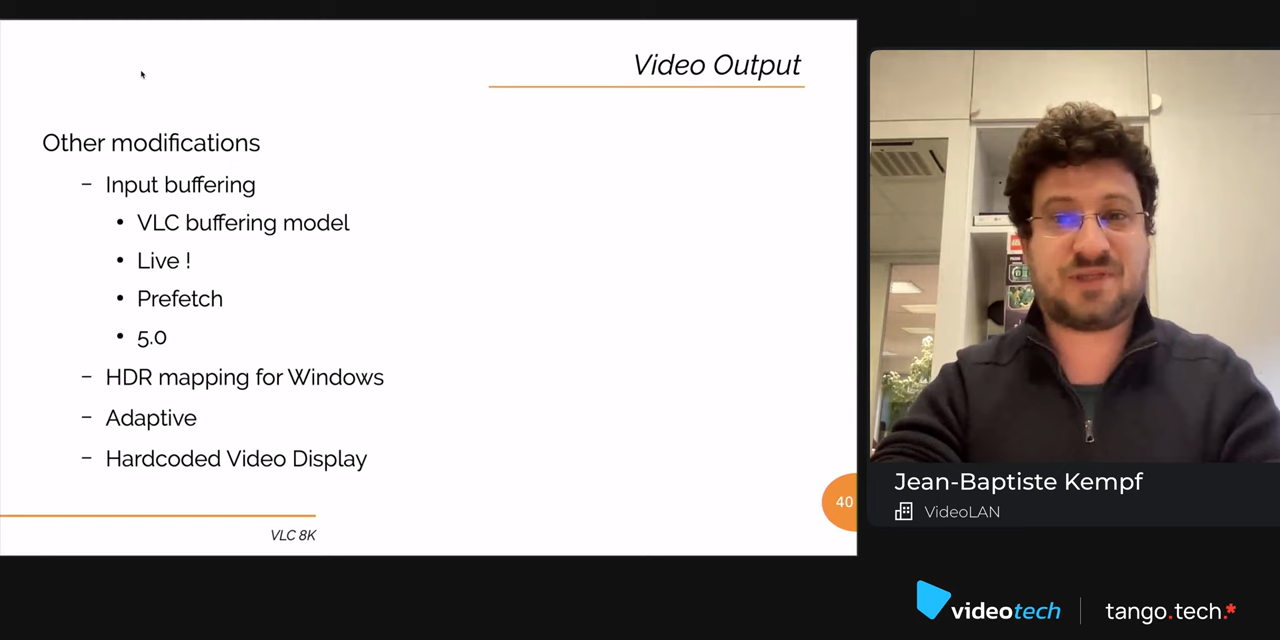 Video Output
Other modifications
– Input buffering
• VLC buffering model
• Live !
• Prefetch
• 5.0
– HDR mapping for Windows
– Adaptive
– Hardcoded Video Display
40
VLC 8K
Jean-Baptiste Kempf
VideoLAN
videotech
tango.tech.*